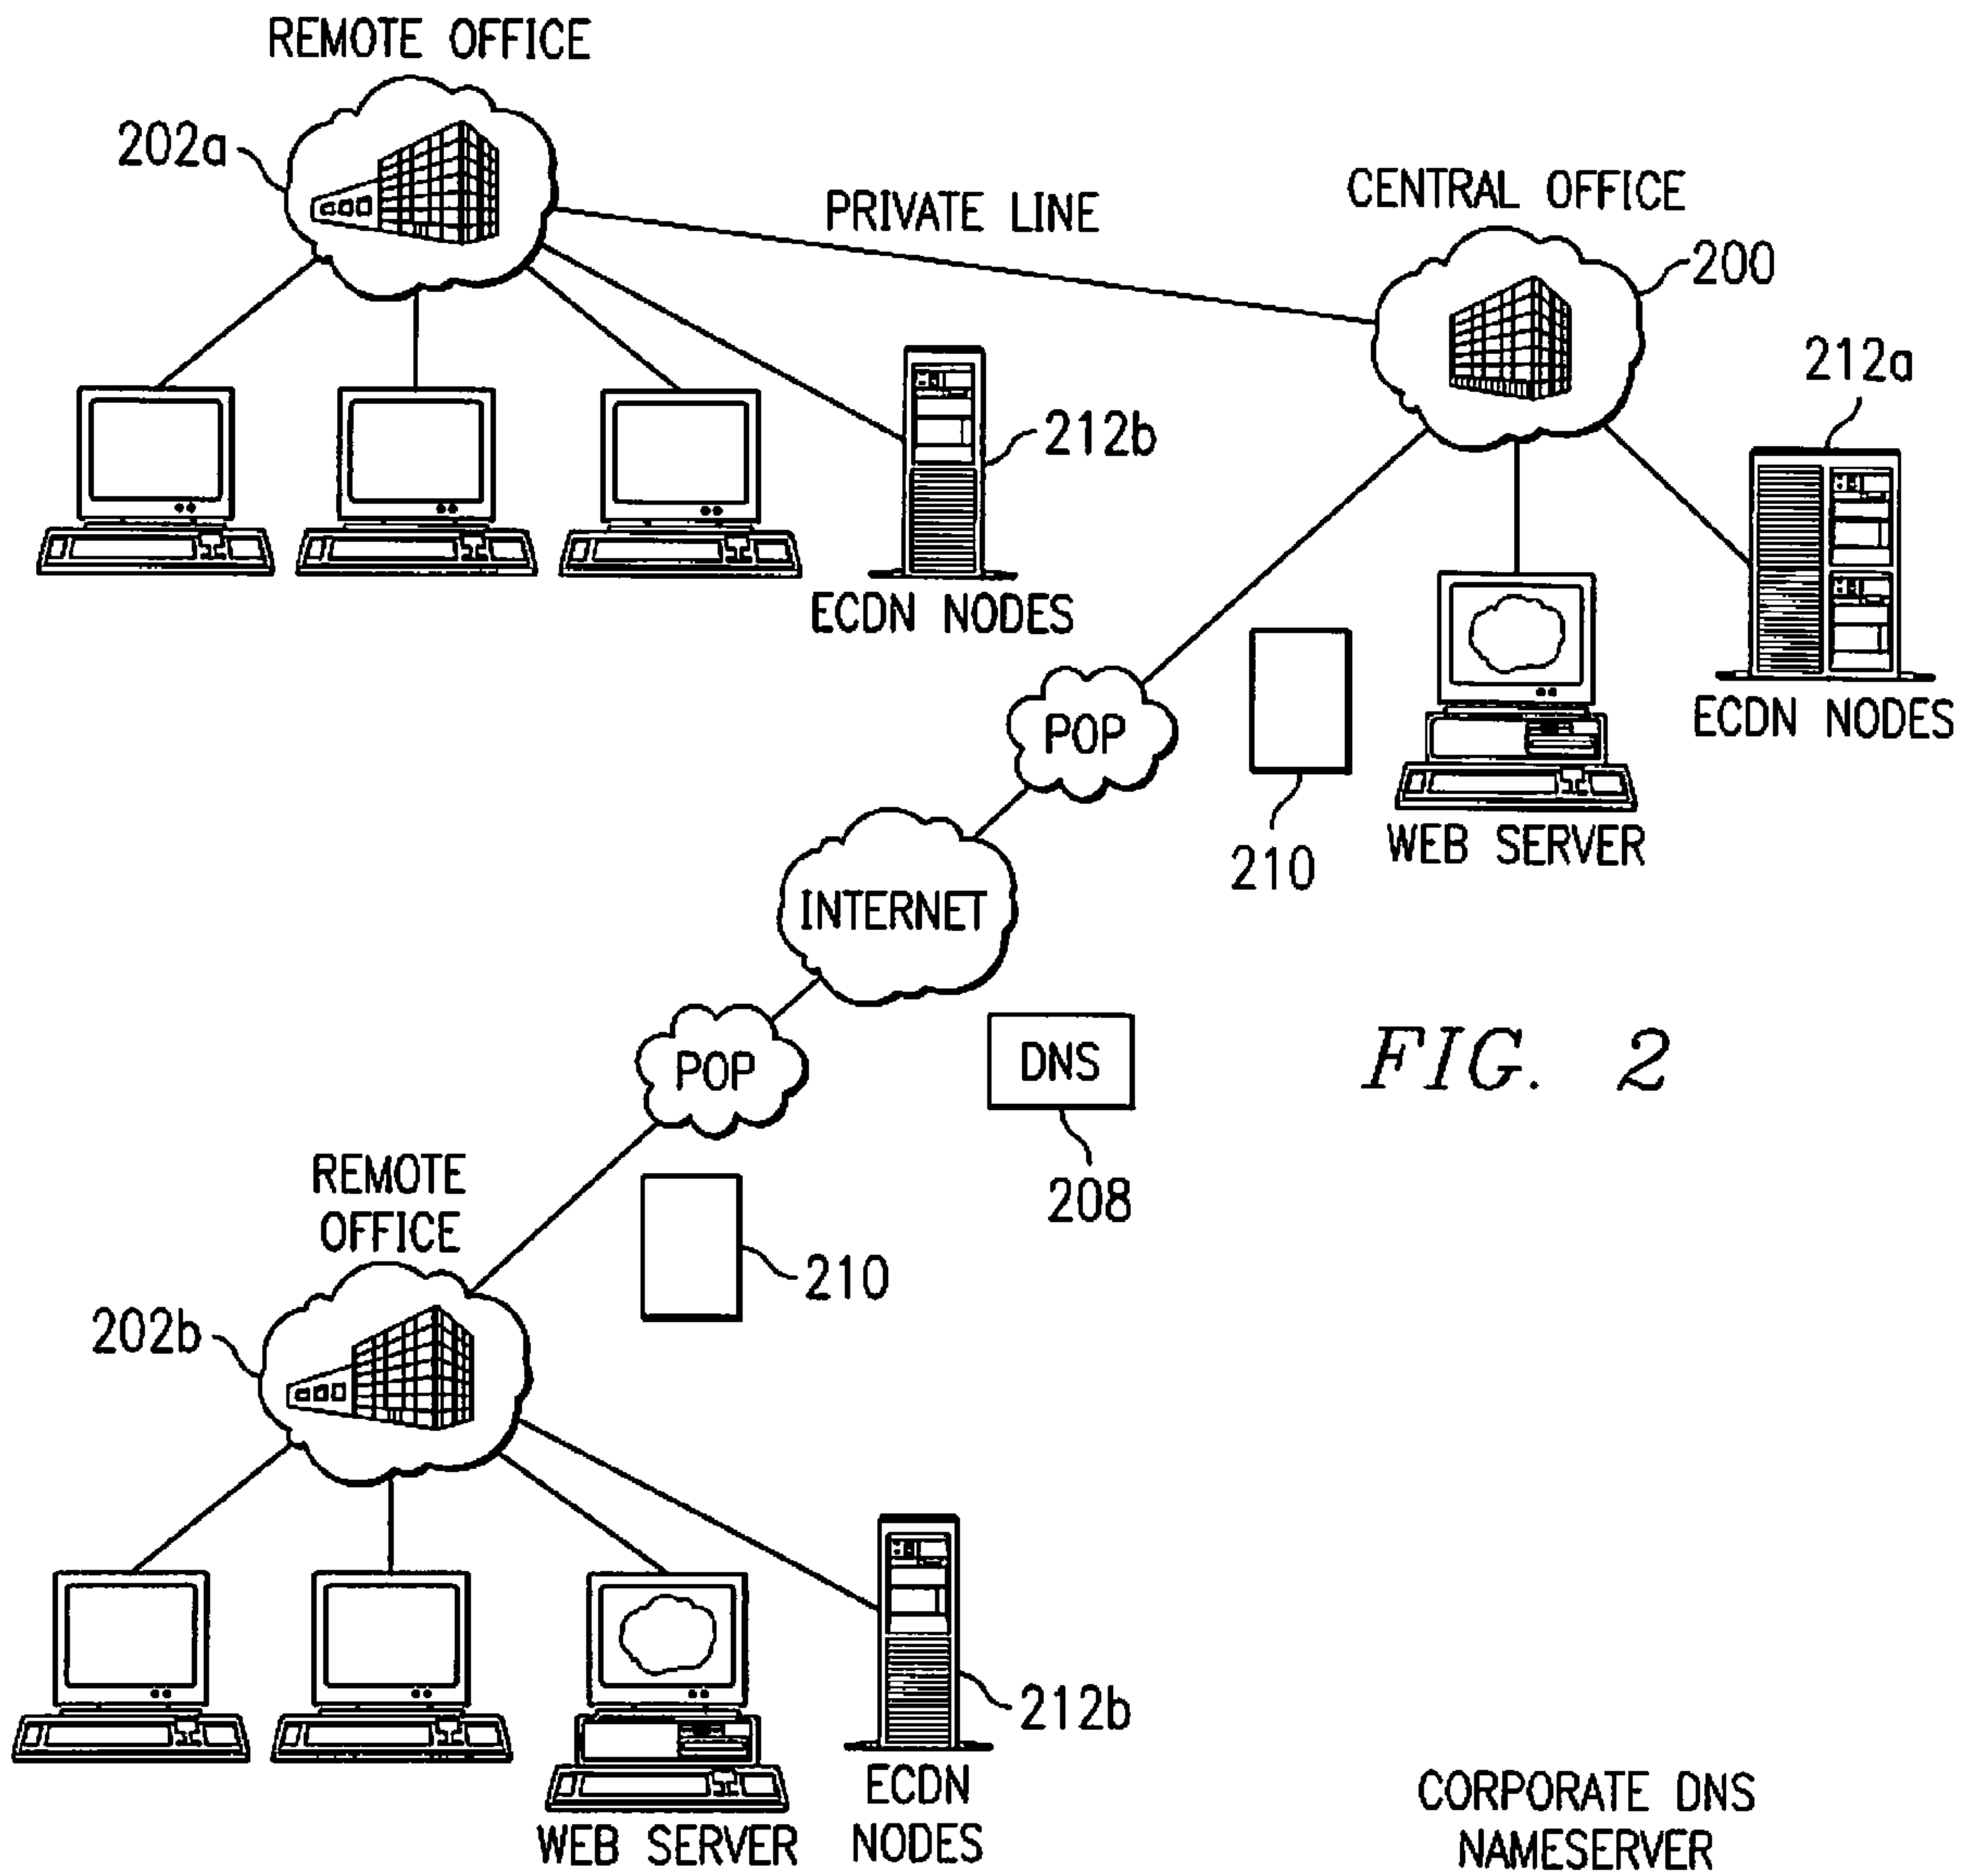 REMOTE OFFICE
202a
PRIVATE LINE
CENTRAL OFFICE
200
212a
212b
ECDN NODES
ECDN NODES
POP
210
WEB SERVER
INTERNET
POP
DNS
FIG. 2
208
REMOTE
OFFICE
210
202b
212b
ECDN
NODES
WEB SERVER
CORPORATE DNS
NAMESERVER